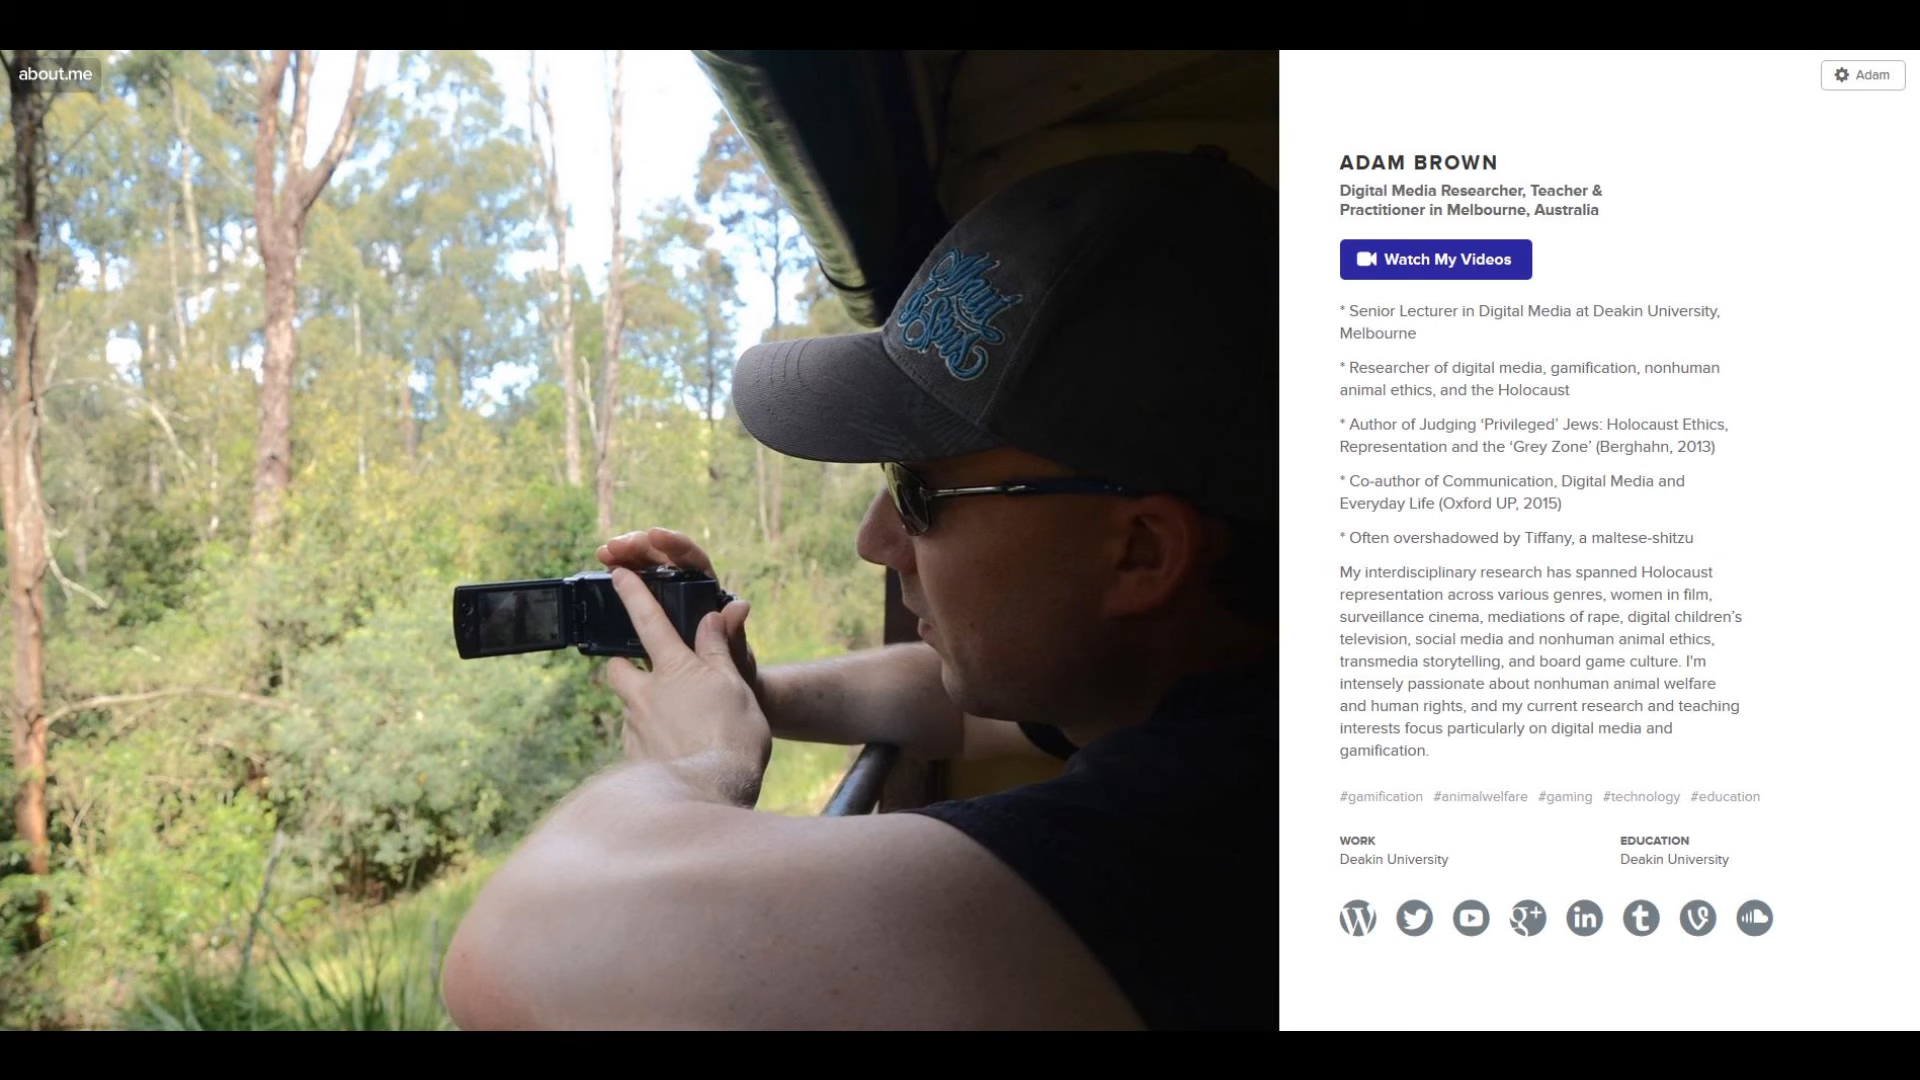 about.me
Adam
ADAM BROWN
Digital Media Researcher, Teacher &
Practitioner in Melbourne, Australia
Watch My Videos
* Senior Lecturer in Digital Media at Deakin University,
Melbourne
* Researcher of digital media, gamification, nonhuman
animal ethics, and the Holocaust
* Author of Judging ‘Privileged’ Jews: Holocaust Ethics,
Representation and the ‘Grey Zone’ (Berghahn, 2013)
* Co-author of Communication, Digital Media and
Everyday Life (Oxford UP, 2015)
* Often overshadowed by Tiffany, a maltese-shitzu
My interdisciplinary research has spanned Holocaust
representation across various genres, women in film,
surveillance cinema, mediations of rape, digital children’s
television, social media and nonhuman animal ethics,
transmedia storytelling, and board game culture. I'm
intensely passionate about nonhuman animal welfare
and human rights, and my current research and teaching
interests focus particularly on digital media and
gamification.
#gamification #animalwelfare #gaming #technology #education
WORK EDUCATION
Deakin University Deakin University